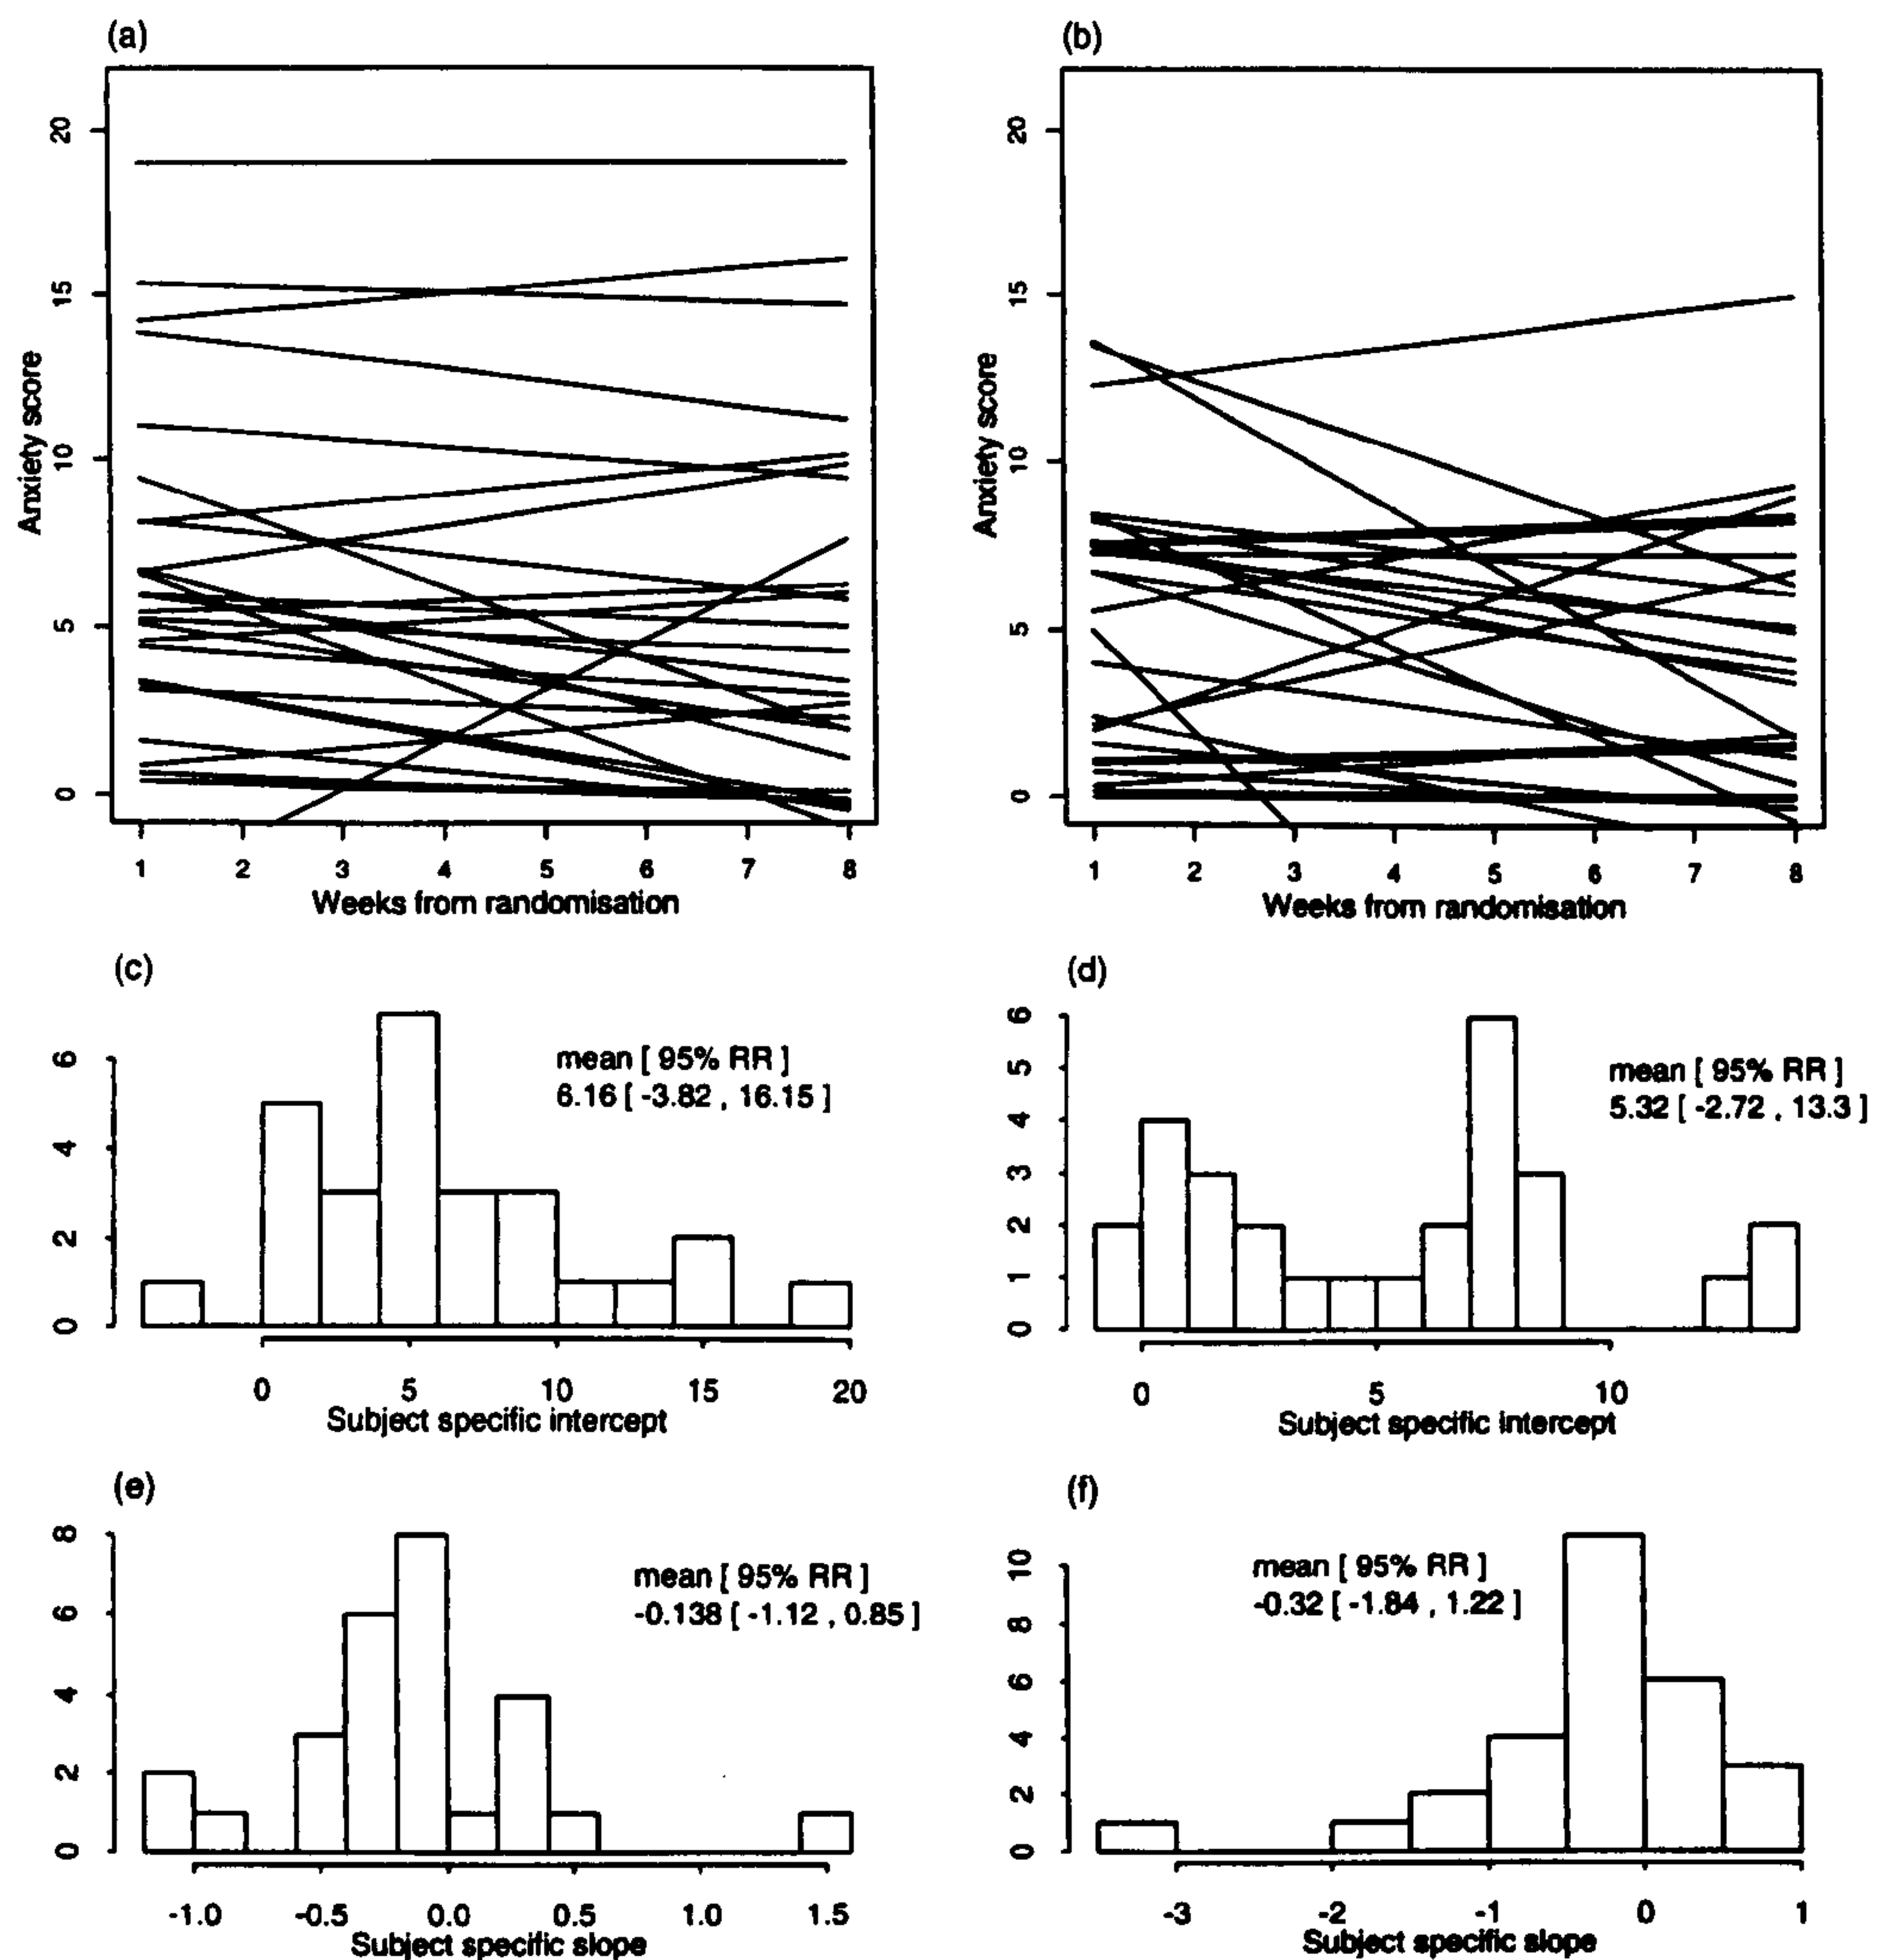 (a)
20
15
10
5
0
Anxiety score
1 2 3 4 5 6 7 8
Weeks from randomisation
(b)
20
15
10
5
0
Anxiety score
1 2 3 4 5 6 7 8
Weeks from randomisation
(c)
6
4
2
0
mean [ 95% RR ]
6.16 [ -3.82 , 16.15 ]
0 5 10 15 20
Subject specific intercept
(d)
6
5
4
3
2
1
0
mean [ 95% RR ]
5.32 [ -2.72 , 13.3 ]
0 5 10
Subject specific intercept
(e)
8
6
4
2
0
mean [ 95% RR ]
-0.138 [ -1.12 , 0.85 ]
-1.0 -0.5 0.0 0.5 1.0 1.5
Subject specific slope
(f)
10
8
6
4
2
0
mean [ 95% RR ]
-0.32 [ -1.84 , 1.22 ]
-3 -2 -1 0 1
Subject specific slope